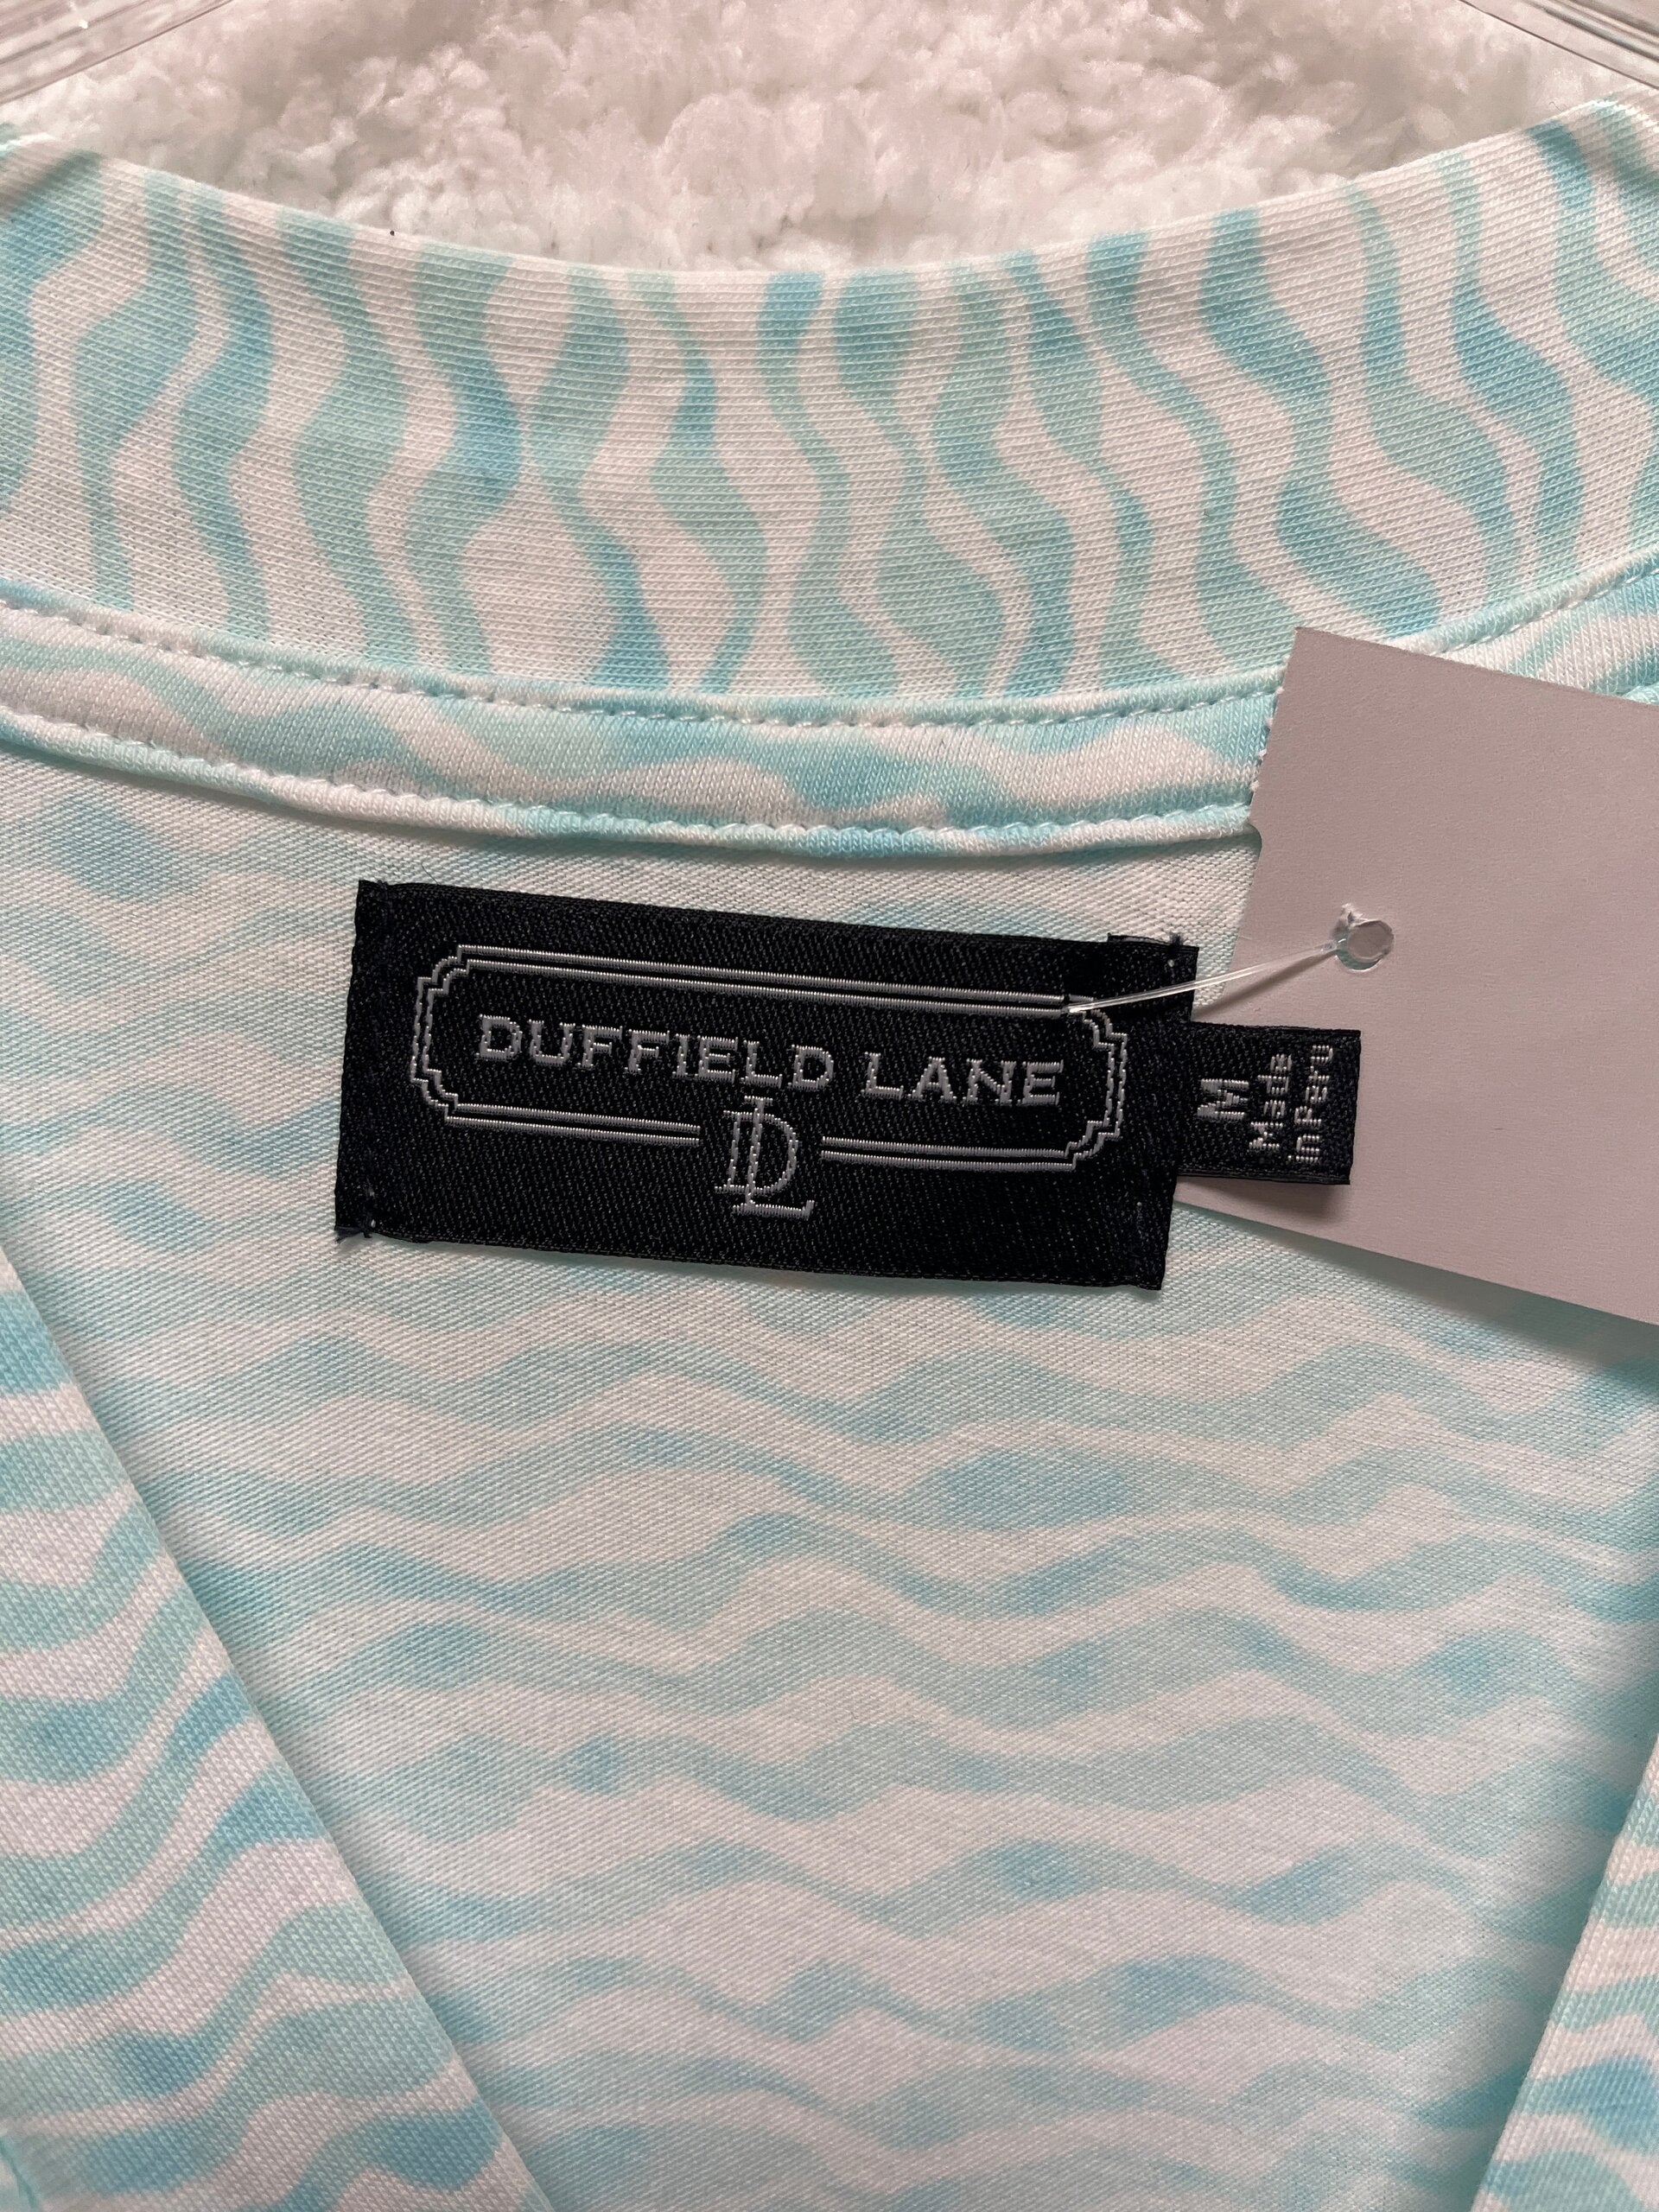 DUFFIELD LANE
DL
M
Made
in Peru